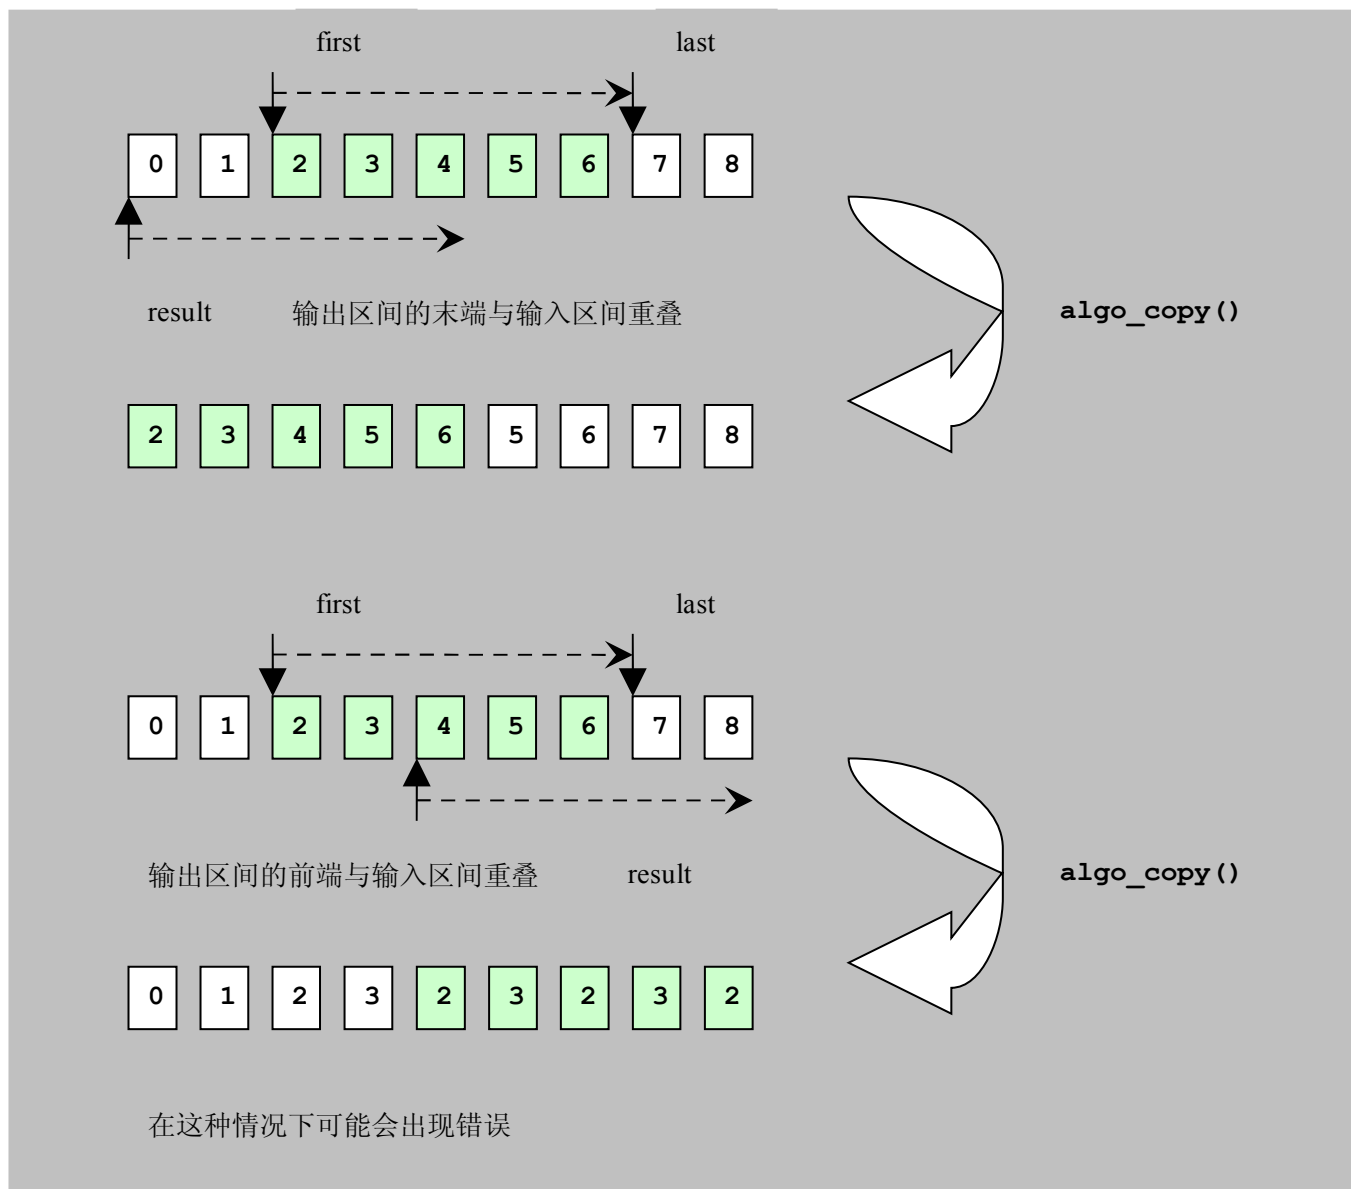 first last
0 1 2 3 4 5 6 7 8
result 输出区间的末端与输入区间重叠 algo_copy()
2 3 4 5 6 5 6 7 8
first last
0 1 2 3 4 5 6 7 8
输出区间的前端与输入区间重叠 result algo_copy()
0 1 2 3 2 3 2 3 2
在这种情况下可能会出现错误